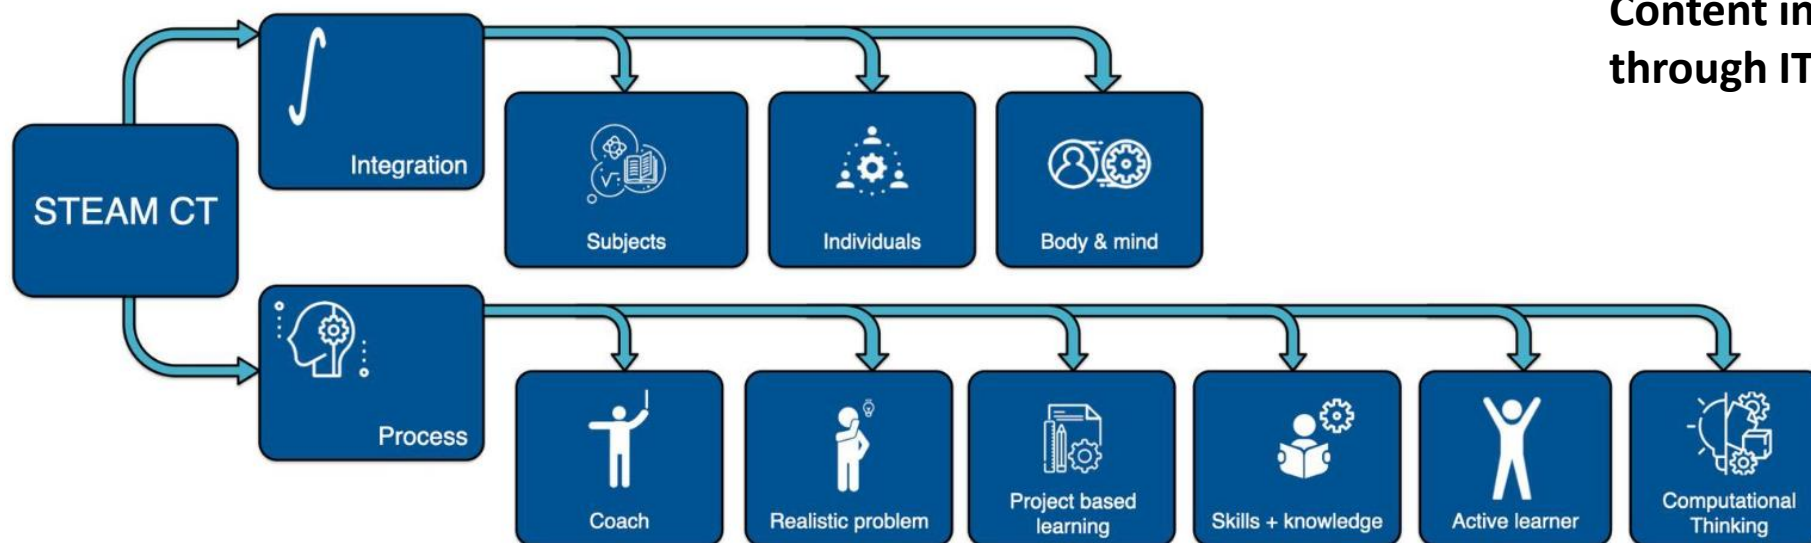 Content in
through IT
STEAM CT
Integration
Subjects
Individuals
Body & mind
Process
Coach
Realistic problem
Project based
learning
Skills + knowledge
Active learner
Computational
Thinking